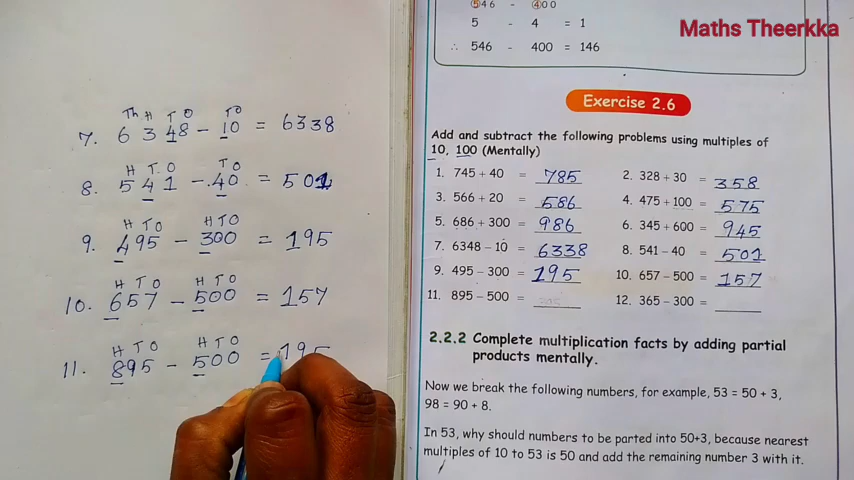 Th H T O T O
7. 6 3 48 - 10 = 6338
H T O T O
8. 541 - 40 = 501
H T O H T O
9. 495 - 300 = 195
H T O H T O
10. 657 - 500 = 157
H T O H T O
11. 895 - 500 = 195
546 - 400
5 - 4 = 1
∴ 546 - 400 = 146
Maths Theerkka
Exercise 2.6
Add and subtract the following problems using multiples of
10, 100 (Mentally)
1. 745 + 40 = 785 2. 328 + 30 = 358
3. 566 + 20 = 586 4. 475 + 100 = 575
5. 686 + 300 = 986 6. 345 + 600 = 945
7. 6348 – 10 = 6338 8. 541 – 40 = 501
9. 495 – 300 = 195 10. 657 – 500 = 157
11. 895 – 500 = 12. 365 – 300 =
2.2.2 Complete multiplication facts by adding partial
products mentally.
Now we break the following numbers, for example, 53 = 50 + 3,
98 = 90 + 8.
In 53, why should numbers to be parted into 50+3, because nearest
multiples of 10 to 53 is 50 and add the remaining number 3 with it.